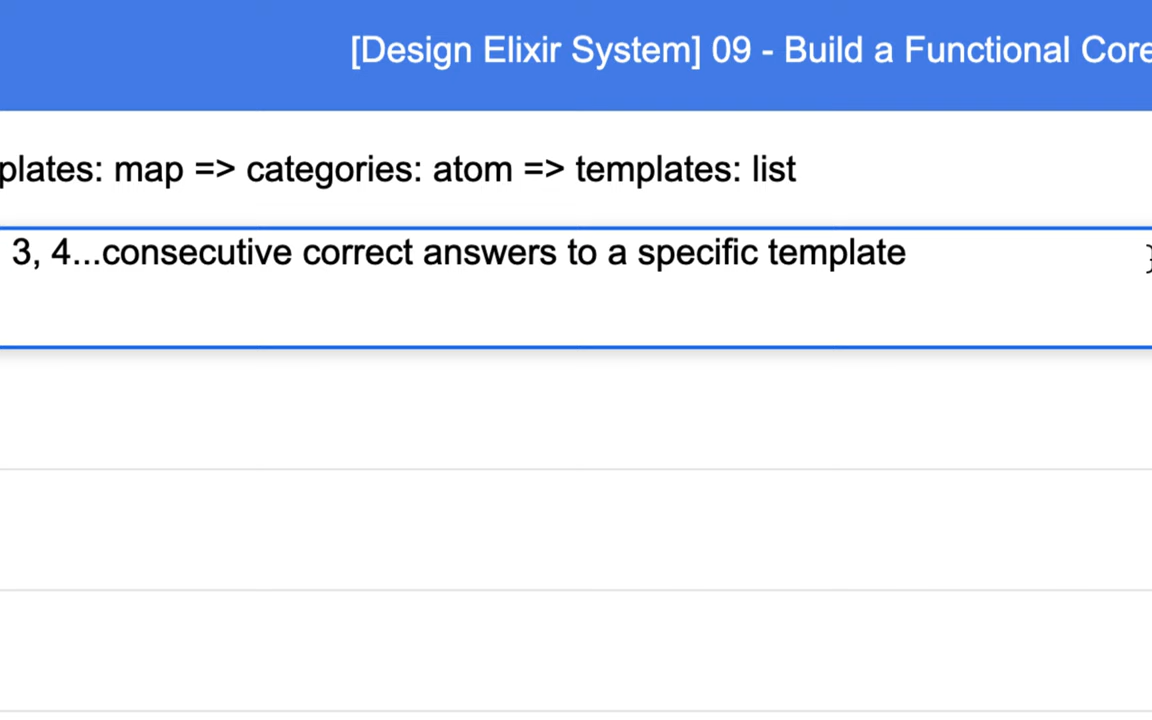 [Design Elixir System] 09 - Build a Functional Core
plates: map => categories: atom => templates: list
3, 4...consecutive correct answers to a specific template }